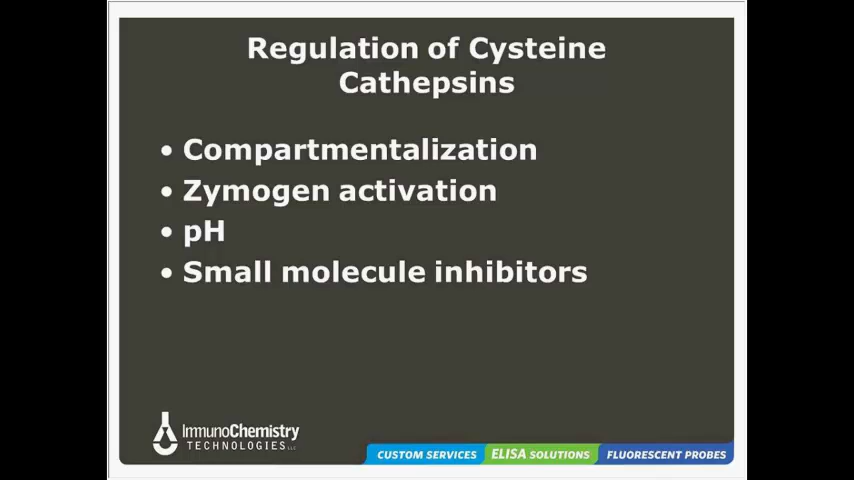 Regulation of Cysteine
Cathepsins
• Compartmentalization
• Zymogen activation
• pH
• Small molecule inhibitors
ImmunoChemistry
TECHNOLOGIES LLC
CUSTOM SERVICES ELISA SOLUTIONS FLUORESCENT PROBES